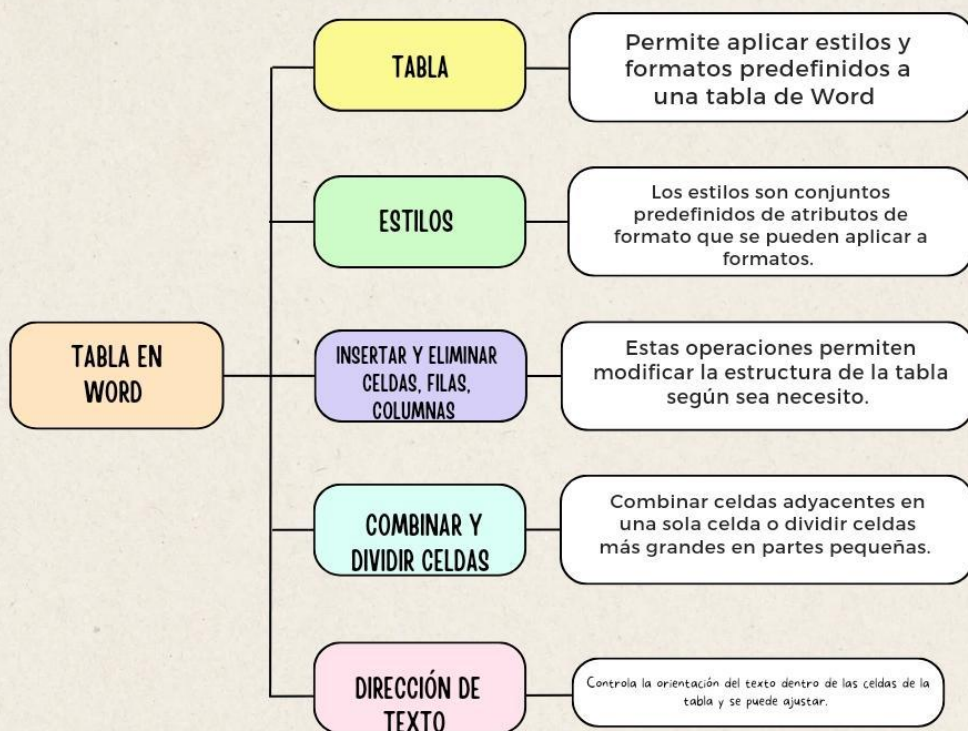 TABLA
Permite aplicar estilos y
formatos predefinidos a
una tabla de Word
ESTILOS
Los estilos son conjuntos
predefinidos de atributos de
formato que se pueden aplicar a
formatos.
TABLA EN
WORD
INSERTAR Y ELIMINAR
CELDAS, FILAS,
COLUMNAS
Estas operaciones permiten
modificar la estructura de la tabla
según sea necesito.
COMBINAR Y
DIVIDIR CELDAS
Combinar celdas adyacentes en
una sola celda o dividir celdas
más grandes en partes pequeñas.
DIRECCIÓN DE
TEXTO
Controla la orientación del texto dentro de las celdas de la
tabla y se puede ajustar.